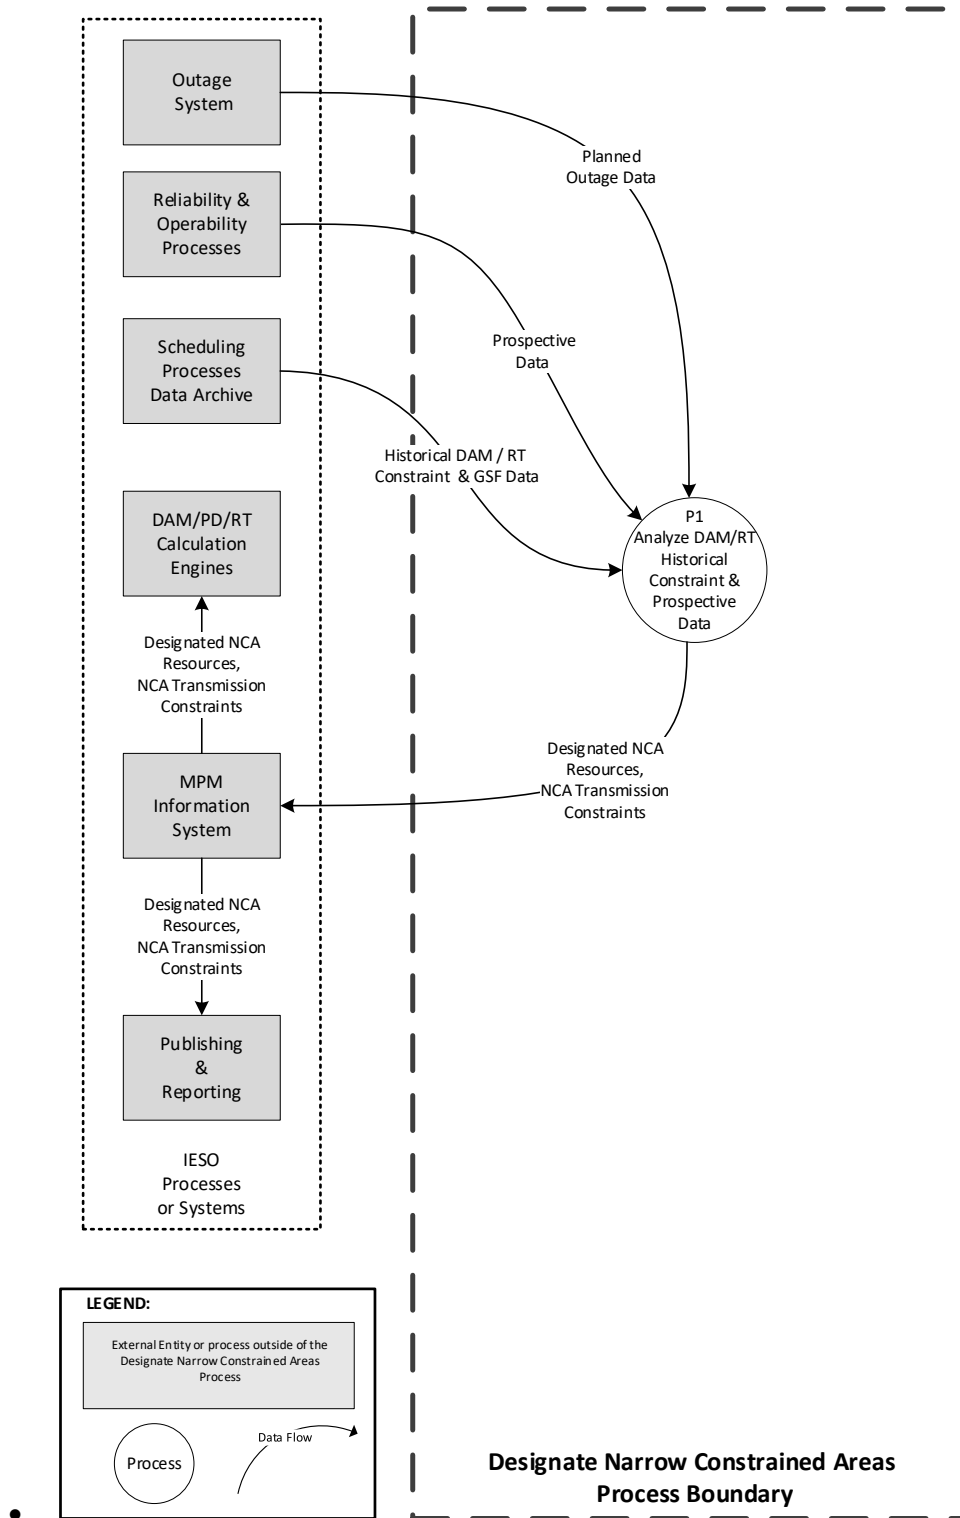 Outage
System
Planned
Outage Data
Reliability &
Operability
Processes
Prospective
Data
Scheduling
Processes
Data Archive
Historical DAM / RT
Constraint & GSF Data
DAM/PD/RT
Calculation
Engines
P1
Analyze DAM/RT
Historical
Constraint &
Prospective
Data
Designated NCA
Resources,
NCA Transmission
Constraints
MPM
Information
System
Designated NCA
Resources,
NCA Transmission
Constraints
Designated NCA
Resources,
NCA Transmission
Constraints
Publishing
&
Reporting
IESO
Processes
or Systems
LEGEND:
External Entity or process outside of the
Designate Narrow Constrained Areas
Process
Process
Data Flow
Designate Narrow Constrained Areas
Process Boundary